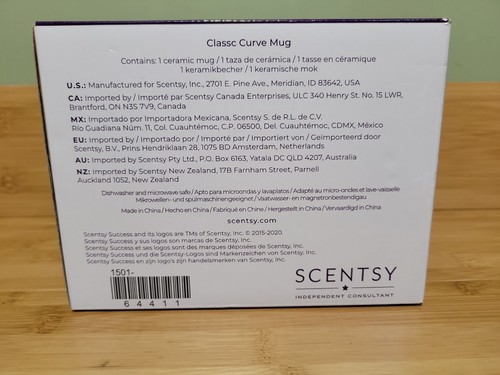 Classc Curve Mug
Contains: 1 ceramic mug / 1 taza de cerámica / 1 tasse en céramique
1 keramikbecher / 1 keramische mok
U.S.: Manufactured for Scentsy, Inc., 2701 E. Pine Ave., Meridian, ID 83642, USA
CA: Imported by / Importé par Scentsy Canada Enterprises, ULC 340 Henry St. No. 15 LWR,
Brantford, ON N3S 7V9, Canada
MX: Importado por Importadora Mexicana, Scentsy S. de R.L. de C.V.
Río Guadiana Núm. 11, Col. Cuauhtémoc, C.P. 06500, Del. Cuauhtémoc, CDMX, México
EU: Imported by / Importado por / Importé par / Importiert von / Geïmporteerd door
Scentsy, B.V., Prins Hendriklaan 28, 1075 BD Amsterdam, Netherlands
AU: Imported by Scentsy Pty Ltd., P.O. Box 6163, Yatala DC QLD 4207, Australia
NZ: Imported by Scentsy New Zealand, 17B Farnham Street, Parnell
Auckland 1052, New Zealand
Dishwasher and microwave safe / Apto para microondas y lavaplatos / Adapté au micro-ondes et lave-vaisselle
Mikrowellen- und spulmaschinengeeignet / Vaatwasser- en magnetronbestendigau
Made in China / Hecho en China / Fabriqué en Chine / Hergestellt in China / Vervaardigd in China
scentsy.com
Scentsy Success and its logos are TMs of Scentsy, Inc. © 2015-2020.
Scentsy Success y sus logos son marcas de Scentsy, Inc.
Scentsy Success et ses logos sont des marques déposées de Scentsy, Inc.
Scentsy Success und die Scentsy-Logos sind Markenzeichen von Scentsy, Inc.
Scentsy Success en zijn logo's zijn handelsmerken van Scentsy, Inc.
1501-
64411
SCENTSY
INDEPENDENT CONSULTANT